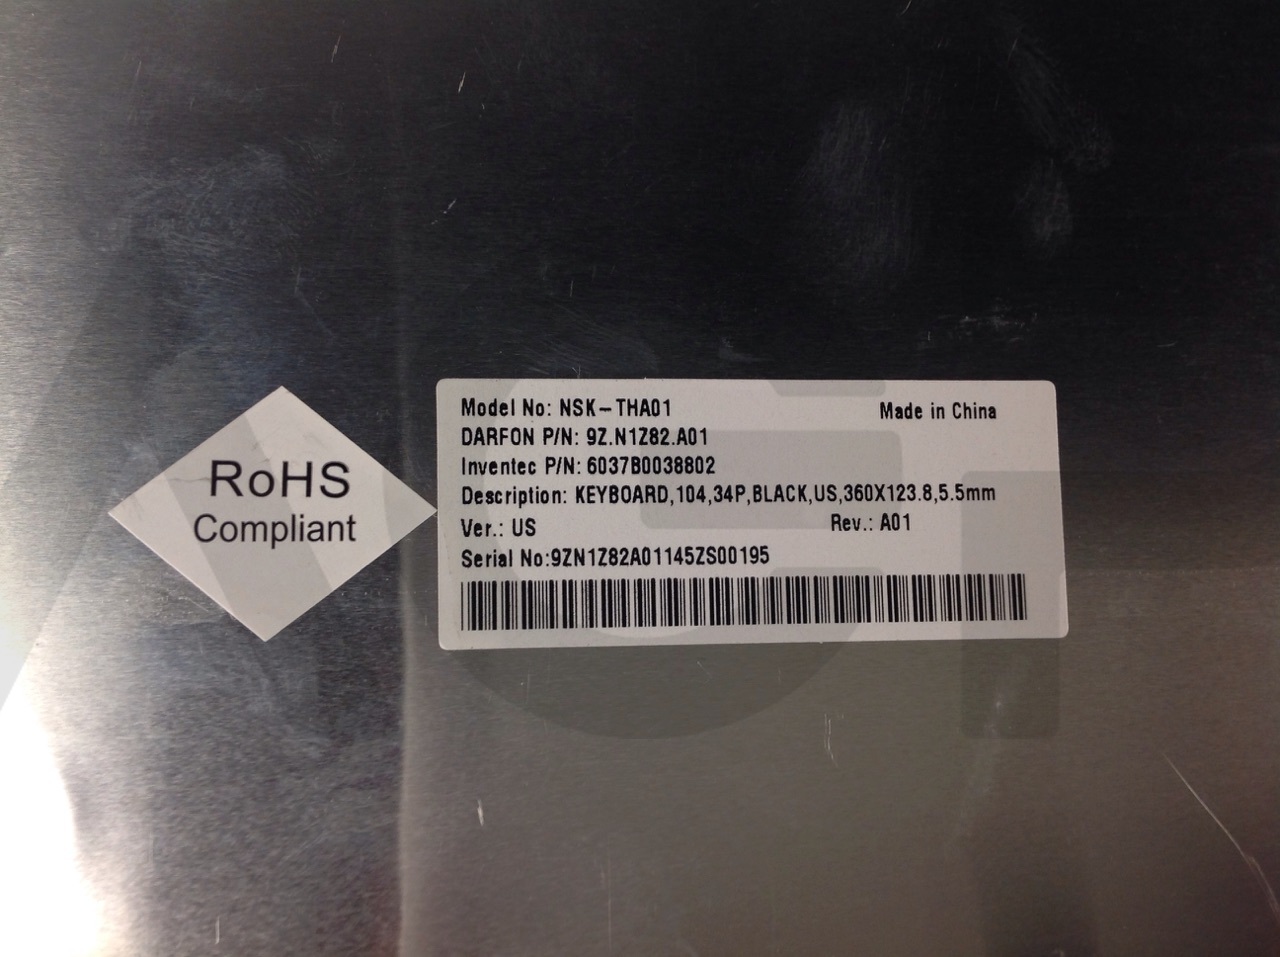 RoHS
Compliant
Model No: NSK-THA01
Made in China
DARFON P/N: 9Z.N1Z82.A01
Inventec P/N: 6037B0038802
Description: KEYBOARD,104,34P,BLACK,US,360X123.8,5.5mm
Ver.: US
Rev.: A01
Serial No:9ZN1Z82A01145ZS00195